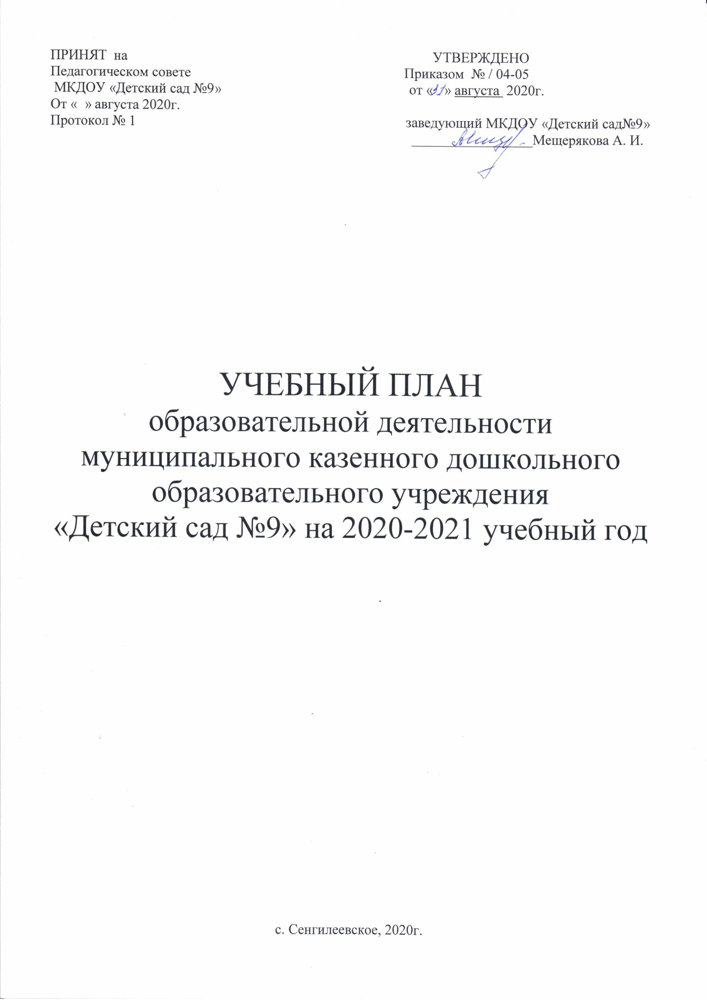 ПРИНЯТ на
Педагогическом совете
МКДОУ «Детский сад №9»
От « » августа 2020г.
Протокол № 1
УТВЕРЖДЕНО
Приказом № / 04-05
от «31» августа 2020г.
заведующий МКДОУ «Детский сад№9»
Мещерякова А. И.
УЧЕБНЫЙ ПЛАН
образовательной деятельности
муниципального казенного дошкольного
образовательного учреждения
«Детский сад №9» на 2020-2021 учебный год
с. Сенгилеевское, 2020г.